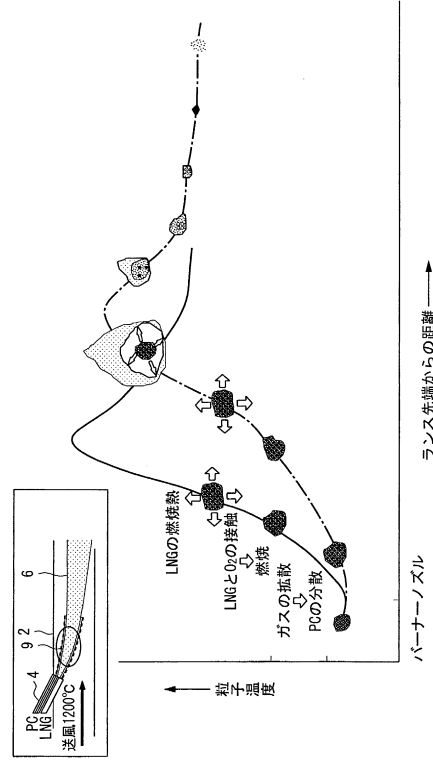 PC
LNG
送風1200℃
4
9
2
6
LNGの燃焼熱
LNGとO₂の接触
燃焼
ガスの拡散
PCの分散
粒子温度
バーナーノズル
ランス先端からの距離